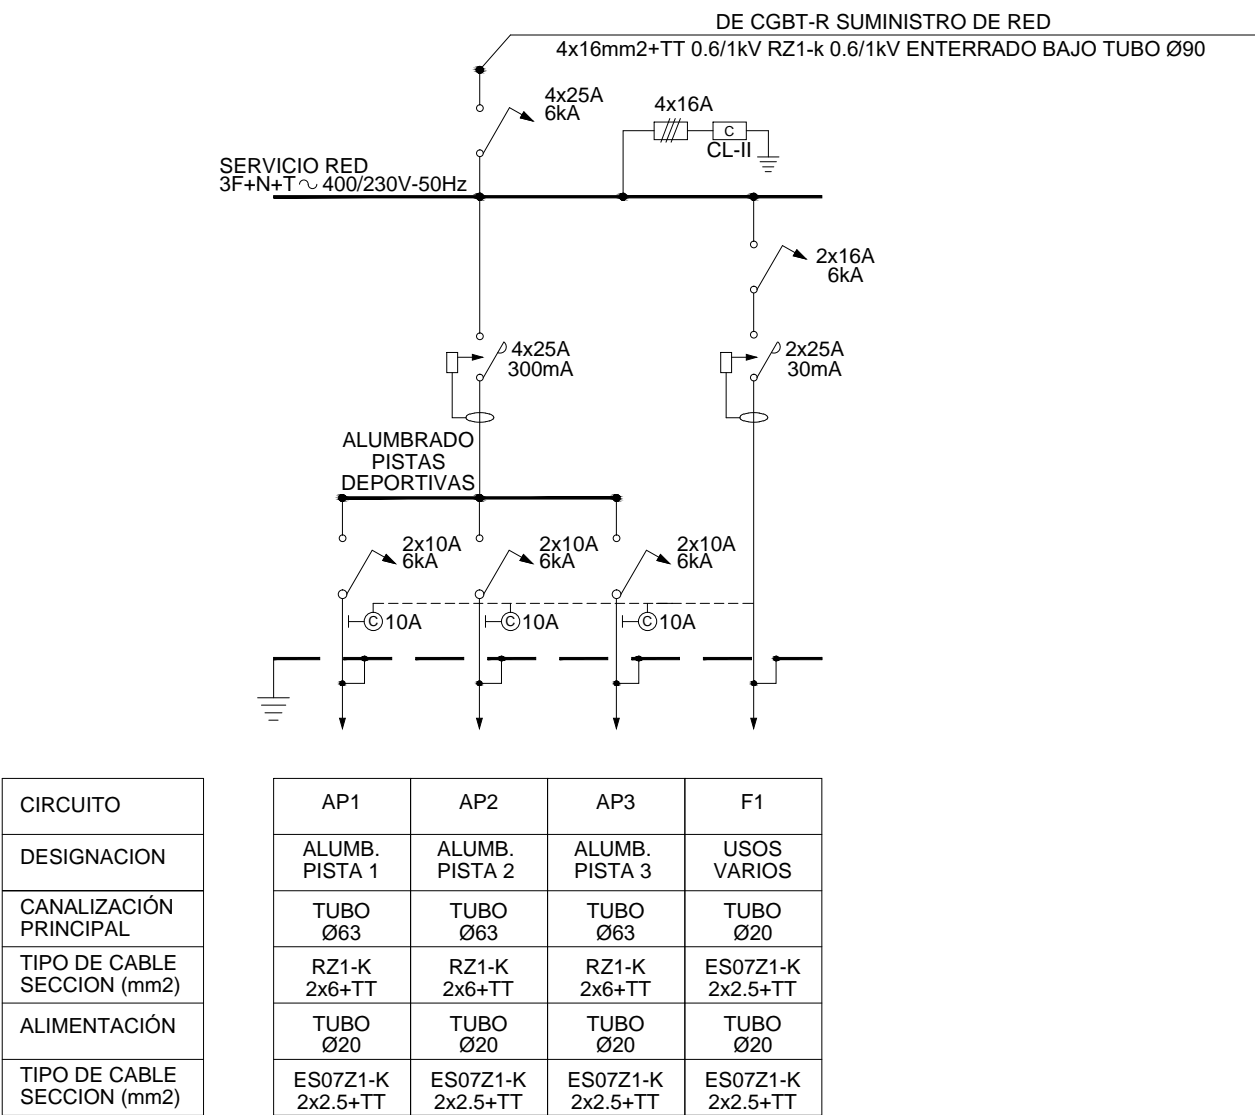 DE CGBT-R SUMINISTRO DE RED
4x16mm2+TT 0.6/1kV RZ1-k 0.6/1kV ENTERRADO BAJO TUBO Ø90
4x25A
6kA
4x16A
C
CL-II
SERVICIO RED
3F+N+T∼ 400/230V-50Hz
2x16A
6kA
4x25A
300mA
2x25A
30mA
ALUMBRADO
PISTAS
DEPORTIVAS
2x10A
6kA
2x10A
6kA
2x10A
6kA
C 10A
C 10A
C 10A
CIRCUITO AP1 AP2 AP3 F1
DESIGNACION
ALUMB. PISTA 1
ALUMB. PISTA 2
ALUMB. PISTA 3
USOS VARIOS
CANALIZACIÓN PRINCIPAL
TUBO Ø63
TUBO Ø63
TUBO Ø63
TUBO Ø20
TIPO DE CABLE SECCION (mm2)
RZ1-K 2x6+TT
RZ1-K 2x6+TT
RZ1-K 2x6+TT
ES07Z1-K 2x2.5+TT
ALIMENTACIÓN
TUBO Ø20
TUBO Ø20
TUBO Ø20
TUBO Ø20
TIPO DE CABLE SECCION (mm2)
ES07Z1-K 2x2.5+TT
ES07Z1-K 2x2.5+TT
ES07Z1-K 2x2.5+TT
ES07Z1-K 2x2.5+TT